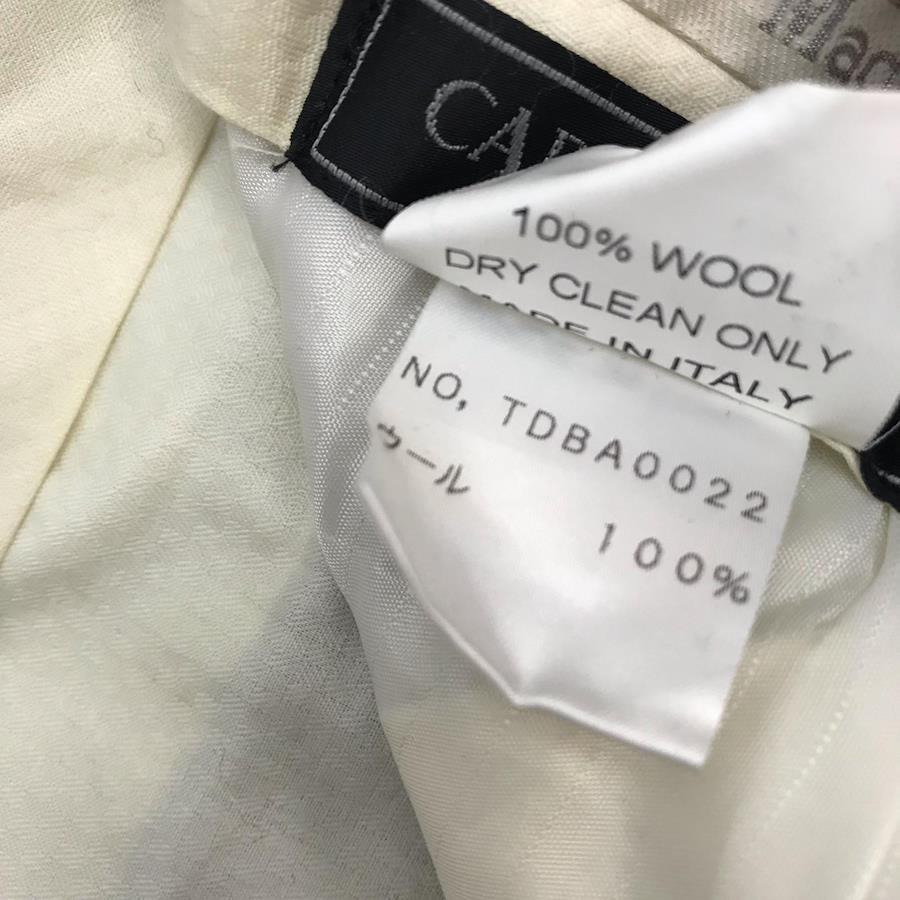 100% WOOL
DRY CLEAN ONLY
MADE IN ITALY
NO, TDBA0022
ウール
100%